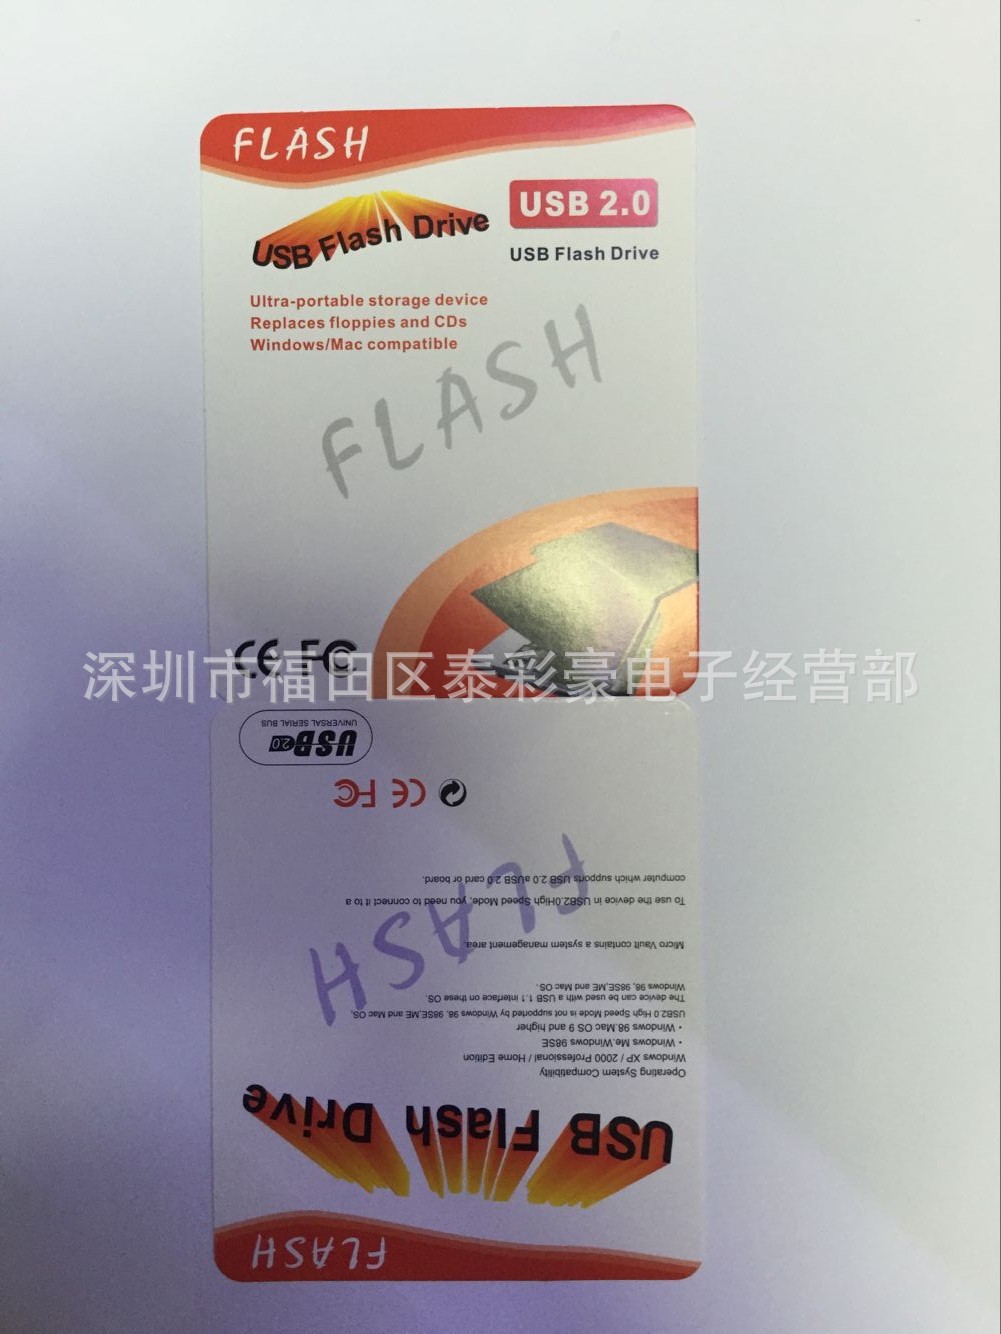 FLASH
USB Flash Drive
USB 2.0
USB Flash Drive
Ultra-portable storage device
Replaces floppies and CDs
Windows/Mac compatible
FLASH
CE FC
深圳市福田区泰彩豪电子经营部
FLASH
USB Flash Drive
Operating System Compatibility
Windows XP / 2000 Professional / Home Edition
• Windows Me.Windows 98SE
• Windows 98.Mac OS 9 and higher
USB2.0 High Speed Mode is not supported by Windows 98, 98SE,ME and Mac OS,
The device can be used with a USB 1.1 interface on these OS.
Windows 98, 98SE,ME and Mac OS.
Micro Vault contains a system management area.
To use the device in USB2.0High Speed Mode, you need to connect it to a
computer which supports USB 2.0 aUSB 2.0 card or board.
FLASH
CE FC
USB 2.0
UNIVERSAL SERIAL BUS